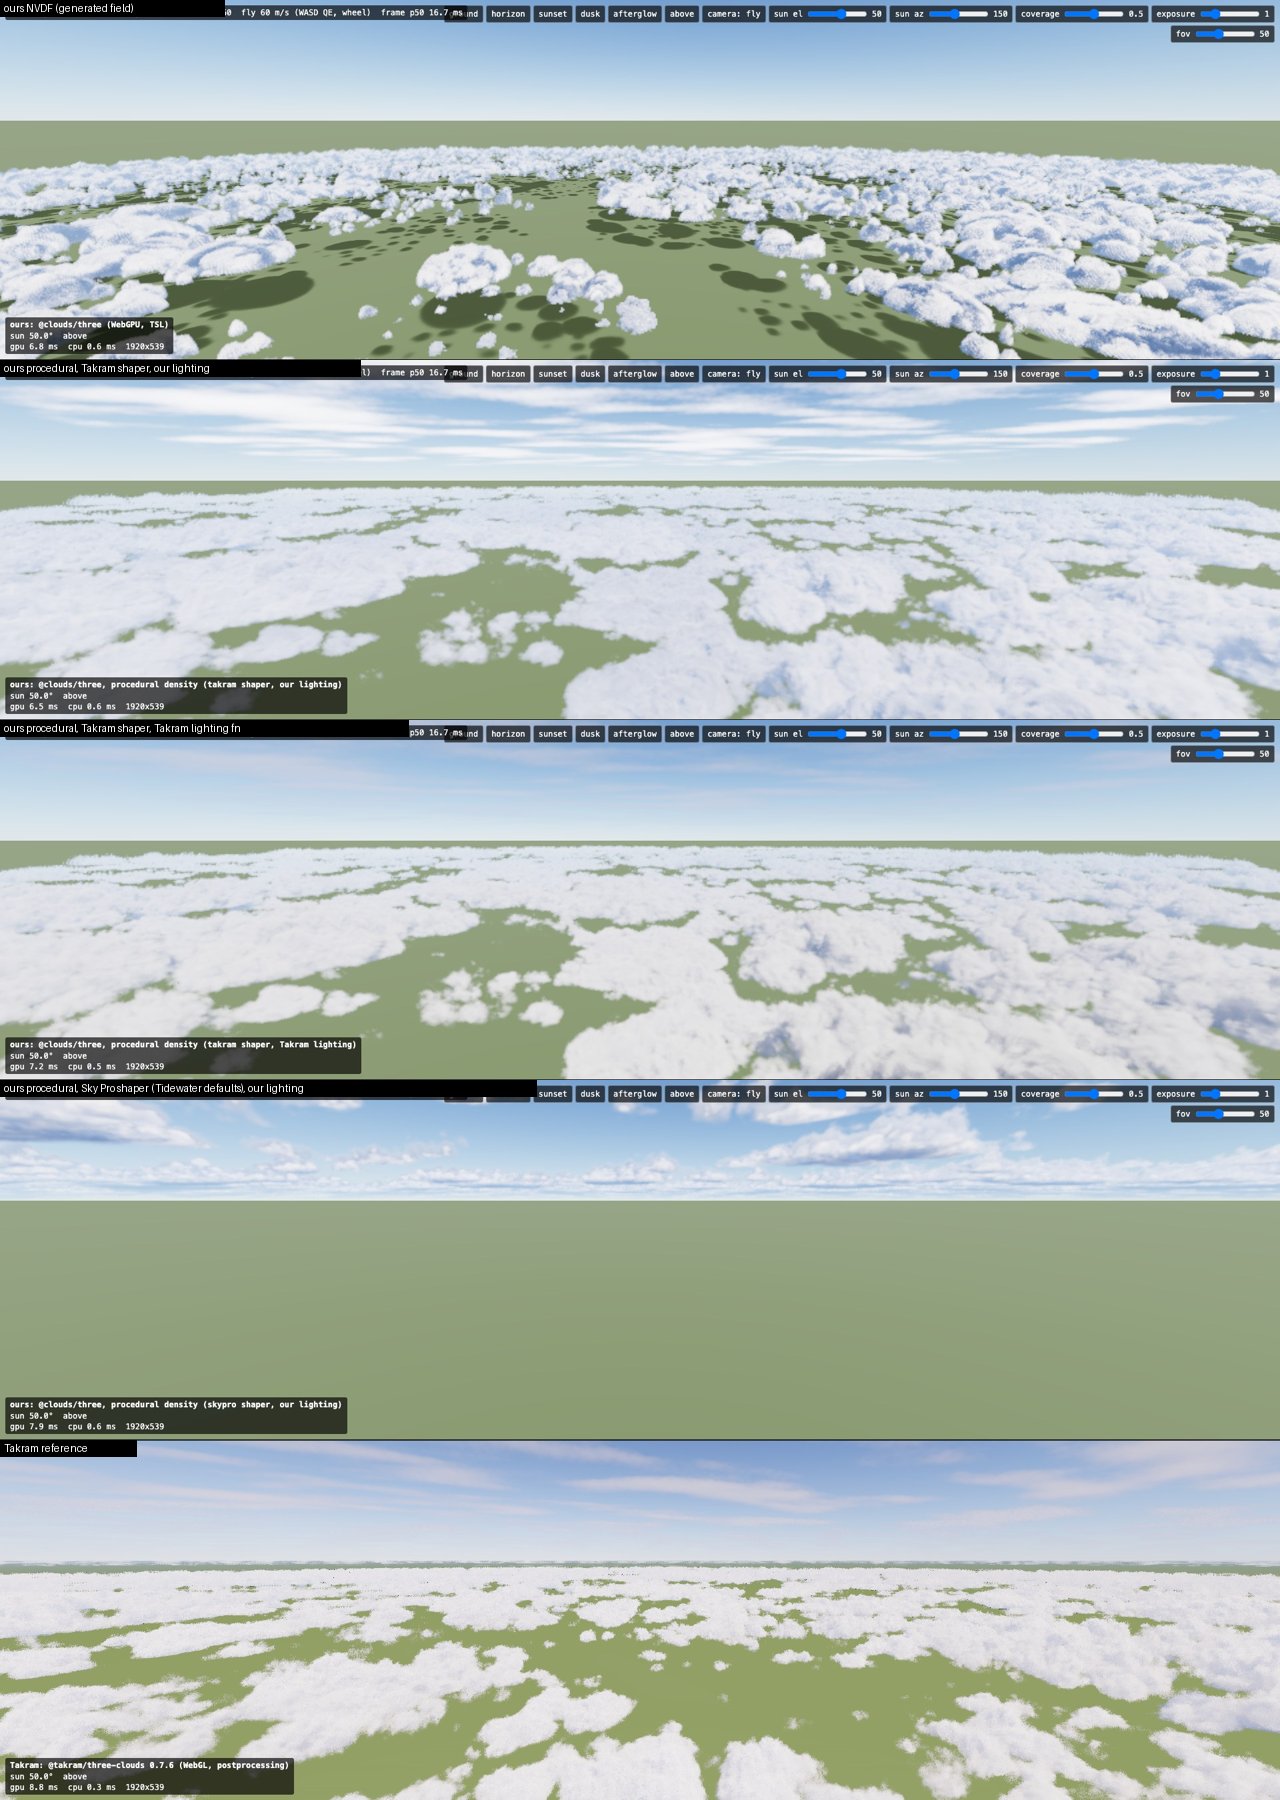 ours NVDF (generated field)
0 fly 60 m/s (WASD QE, wheel) frame p50 16.7 ms
horizon sunset dusk afterglow above camera: fly sun el 50 sun az 150 coverage 0.5 exposure 1
fov 50
ours: @clouds/three (WebGPU, TSL)
sun 50.0° above
gpu 6.8 ms cpu 0.6 ms 1920x539
ours procedural, Takram shaper, our lighting
l) frame p50 16.7 ms
nd horizon sunset dusk afterglow above camera: fly sun el 50 sun az 150 coverage 0.5 exposure 1
fov 50
ours: @clouds/three, procedural density (takram shaper, our lighting)
sun 50.0° above
gpu 6.5 ms cpu 0.6 ms 1920x539
ours procedural, Takram shaper, Takram lighting fn
p50 16.7 ms
nd horizon sunset dusk afterglow above camera: fly sun el 50 sun az 150 coverage 0.5 exposure 1
fov 50
ours: @clouds/three, procedural density (takram shaper, Takram lighting)
sun 50.0° above
gpu 7.2 ms cpu 0.5 ms 1920x539
ours procedural, Sky Pro shaper (Tidewater defaults), our lighting
sunset dusk afterglow above camera: fly sun el 50 sun az 150 coverage 0.5 exposure 1
fov 50
ours: @clouds/three, procedural density (skypro shaper, our lighting)
sun 50.0° above
gpu 7.9 ms cpu 0.6 ms 1920x539
Takram reference
Takram: @takram/three-clouds 0.7.6 (WebGL, postprocessing)
sun 50.0° above
gpu 8.8 ms cpu 0.3 ms 1920x539